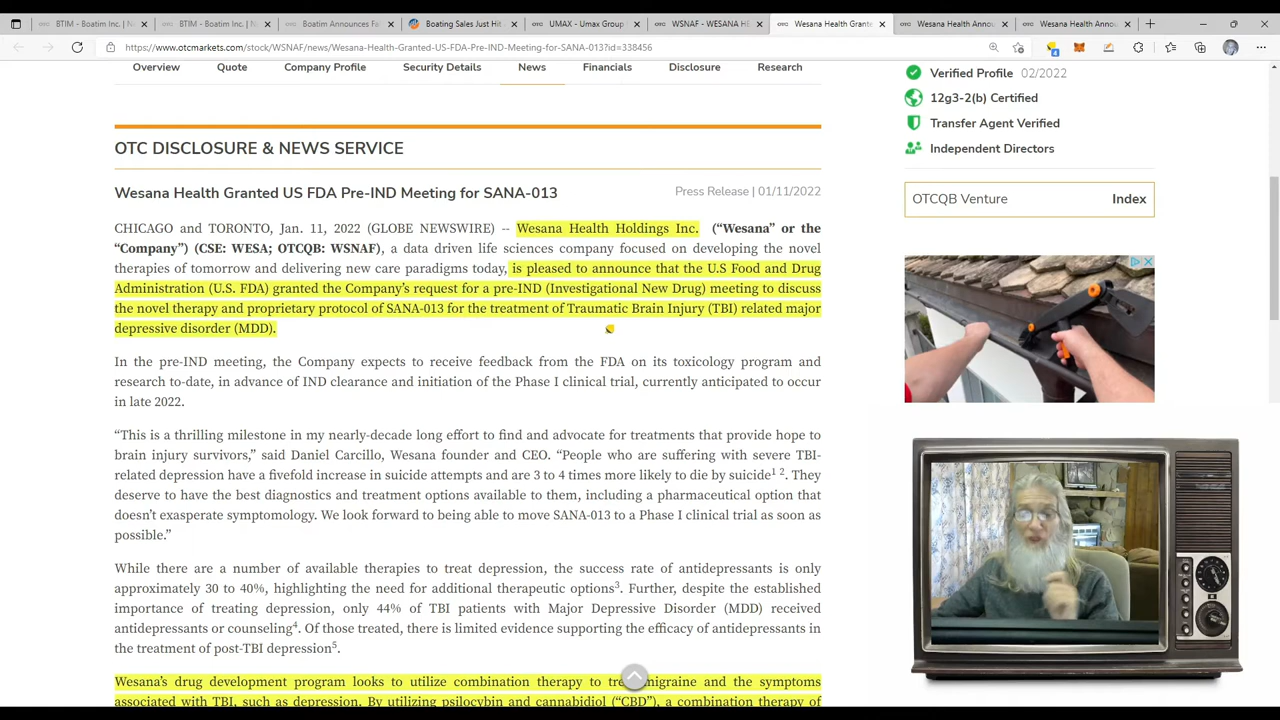 BTIM - Boatim Inc. | N
BTIM - Boatim Inc. | N
Boatim Announces Fa
Boating Sales Just Hit
UMAX - Umax Group
WSNAF - WESANA HE
Wesana Health Grante
Wesana Health Annou
Wesana Health Annou
https://www.otcmarkets.com/stock/WSNAF/news/Wesana-Health-Granted-US-FDA-Pre-IND-Meeting-for-SANA-013?id=338456
Overview Quote Company Profile Security Details News Financials Disclosure Research
OTC DISCLOSURE & NEWS SERVICE
Wesana Health Granted US FDA Pre-IND Meeting for SANA-013 Press Release | 01/11/2022
CHICAGO and TORONTO, Jan. 11, 2022 (GLOBE NEWSWIRE) -- Wesana Health Holdings Inc. (“Wesana” or the
“Company”) (CSE: WESA; OTCQB: WSNAF), a data driven life sciences company focused on developing the novel
therapies of tomorrow and delivering new care paradigms today, is pleased to announce that the U.S Food and Drug
Administration (U.S. FDA) granted the Company’s request for a pre-IND (Investigational New Drug) meeting to discuss
the novel therapy and proprietary protocol of SANA-013 for the treatment of Traumatic Brain Injury (TBI) related major
depressive disorder (MDD).
In the pre-IND meeting, the Company expects to receive feedback from the FDA on its toxicology program and
research to-date, in advance of IND clearance and initiation of the Phase I clinical trial, currently anticipated to occur
in late 2022.
“This is a thrilling milestone in my nearly-decade long effort to find and advocate for treatments that provide hope to
brain injury survivors,” said Daniel Carcillo, Wesana founder and CEO. “People who are suffering with severe TBI-
related depression have a fivefold increase in suicide attempts and are 3 to 4 times more likely to die by suicide1 2. They
deserve to have the best diagnostics and treatment options available to them, including a pharmaceutical option that
doesn’t exasperate symptomology. We look forward to being able to move SANA-013 to a Phase I clinical trial as soon as
possible.”
While there are a number of available therapies to treat depression, the success rate of antidepressants is only
approximately 30 to 40%, highlighting the need for additional therapeutic options3. Further, despite the established
importance of treating depression, only 44% of TBI patients with Major Depressive Disorder (MDD) received
antidepressants or counseling4. Of those treated, there is limited evidence supporting the efficacy of antidepressants in
the treatment of post-TBI depression5.
Wesana’s drug development program looks to utilize combination therapy to treat migraine and the symptoms
associated with TBI, such as depression. By utilizing psilocybin and cannabidiol (“CBD”), a combination therapy of
Verified Profile 02/2022
12g3-2(b) Certified
Transfer Agent Verified
Independent Directors
OTCQB Venture Index